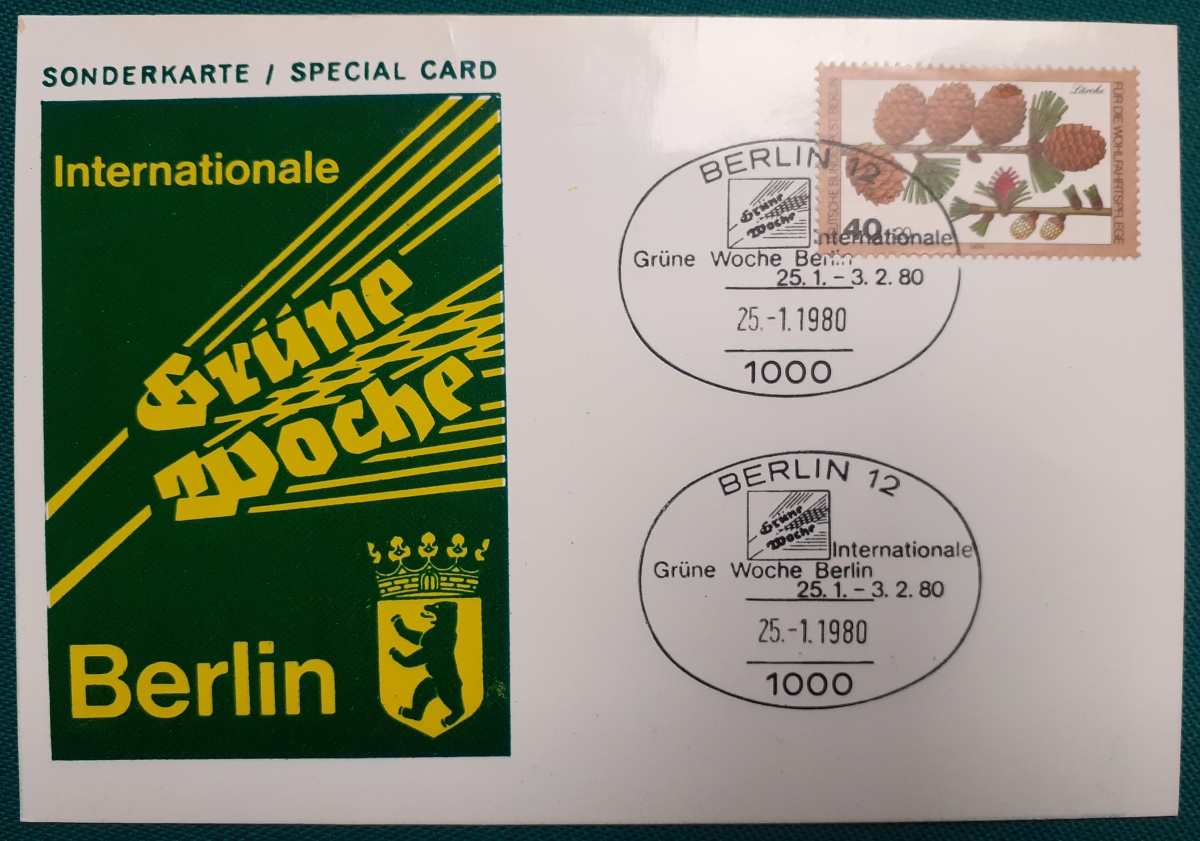 SONDERKARTE / SPECIAL CARD
Internationale
Grüne
Woche
Berlin
Lärche
DEUTSCHE BUNDESPOST BERLIN
FÜR DIE WOHLFAHRTSPFLEGE
40+20
1979
BERLIN 12
Grüne
Woche
Internationale
Grüne Woche Berlin
25.1.–3.2.80
25.-1.1980
1000
BERLIN 12
Grüne
Woche
Internationale
Grüne Woche Berlin
25.1.–3.2.80
25.-1.1980
1000